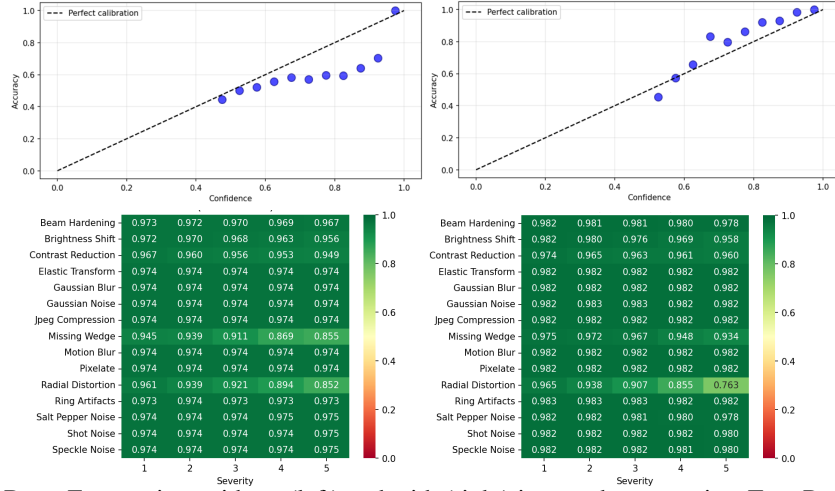 Perfect calibration
1.0
0.8
0.6
0.4
0.2
0.0
Accuracy
0.0 0.2 0.4 0.6 0.8 1.0
Confidence
Perfect calibration
1.0
0.8
0.6
0.4
0.2
0.0
Accuracy
0.0 0.2 0.4 0.6 0.8 1.0
Confidence
Beam Hardening 0.973 0.972 0.970 0.969 0.967
Brightness Shift 0.972 0.970 0.968 0.963 0.956
Contrast Reduction 0.967 0.960 0.956 0.953 0.949
Elastic Transform 0.974 0.974 0.974 0.974 0.974
Gaussian Blur 0.974 0.974 0.974 0.974 0.974
Gaussian Noise 0.974 0.974 0.974 0.974 0.974
Jpeg Compression 0.974 0.974 0.974 0.974 0.974
Missing Wedge 0.945 0.939 0.911 0.869 0.855
Motion Blur 0.974 0.974 0.974 0.974 0.974
Pixelate 0.974 0.974 0.974 0.974 0.974
Radial Distortion 0.961 0.939 0.921 0.894 0.852
Ring Artifacts 0.973 0.974 0.973 0.973 0.973
Salt Pepper Noise 0.974 0.974 0.974 0.975 0.975
Shot Noise 0.974 0.974 0.974 0.974 0.975
Speckle Noise 0.974 0.974 0.974 0.974 0.975
1 2 3 4 5
Severity
1.0
0.8
0.6
0.4
0.2
0.0
Beam Hardening 0.982 0.981 0.981 0.980 0.978
Brightness Shift 0.982 0.980 0.976 0.969 0.958
Contrast Reduction 0.974 0.965 0.963 0.961 0.960
Elastic Transform 0.982 0.982 0.982 0.982 0.982
Gaussian Blur 0.982 0.982 0.982 0.982 0.982
Gaussian Noise 0.982 0.983 0.983 0.982 0.982
Jpeg Compression 0.982 0.982 0.982 0.982 0.982
Missing Wedge 0.975 0.972 0.967 0.948 0.934
Motion Blur 0.982 0.982 0.982 0.982 0.982
Pixelate 0.982 0.982 0.982 0.982 0.982
Radial Distortion 0.965 0.938 0.907 0.855 0.763
Ring Artifacts 0.983 0.983 0.983 0.982 0.982
Salt Pepper Noise 0.982 0.982 0.981 0.980 0.978
Shot Noise 0.982 0.982 0.982 0.982 0.980
Speckle Noise 0.982 0.982 0.982 0.981 0.980
1 2 3 4 5
Severity
1.0
0.8
0.6
0.4
0.2
0.0